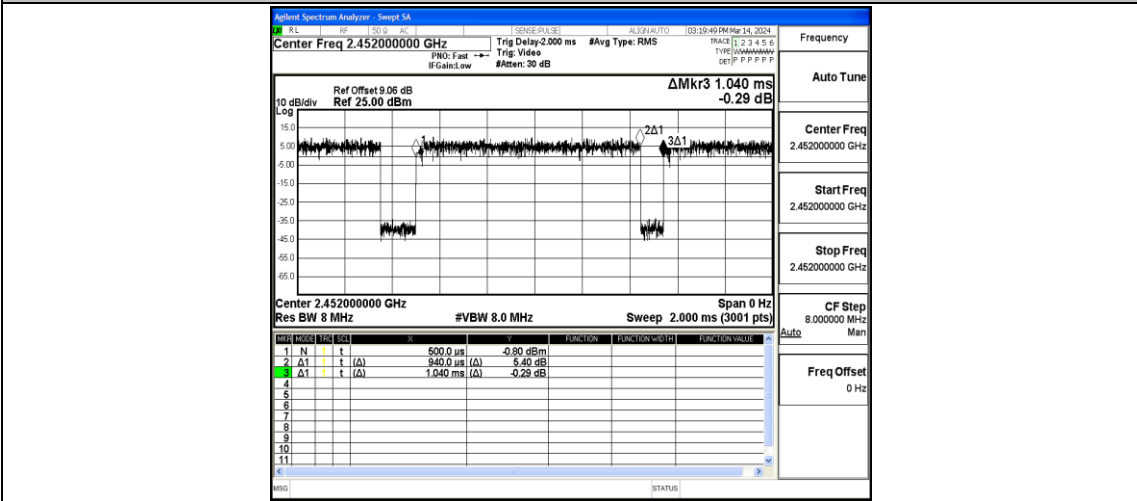 Agilent Spectrum Analyzer - Swept SA
RL RF 50 Ω AC SENSE:PULSE ALIGN AUTO 03:19:49 PM Mar 14, 2024
Center Freq 2.452000000 GHz
PNO: Fast
IFGain:Low
Trig Delay-2.000 ms
Trig: Video
#Atten: 30 dB
#Avg Type: RMS
TRACE 1 2 3 4 5 6
TYPE
DET P P P P P P
Frequency
Auto Tune
ΔMkr3 1.040 ms
-0.29 dB
Ref Offset 9.06 dB
10 dB/div Ref 25.00 dBm
Log
15.0
5.00
-5.00
-15.0
-25.0
-35.0
-45.0
-55.0
-65.0
1
2Δ1
3Δ1
Center Freq
2.452000000 GHz
Start Freq
2.452000000 GHz
Stop Freq
2.452000000 GHz
CF Step
8.000000 MHz
Auto Man
Freq Offset
0 Hz
Center 2.452000000 GHz Span 0 Hz
Res BW 8 MHz #VBW 8.0 MHz Sweep 2.000 ms (3001 pts)
MKR MODE TRC SCL X Y FUNCTION FUNCTION WIDTH FUNCTION VALUE
1 N 1 t 500.0 µs -0.80 dBm
2 Δ1 1 t (Δ) 940.0 µs (Δ) 5.40 dB
3 Δ1 1 t (Δ) 1.040 ms (Δ) -0.29 dB
4
5
6
7
8
9
10
11
MSG STATUS